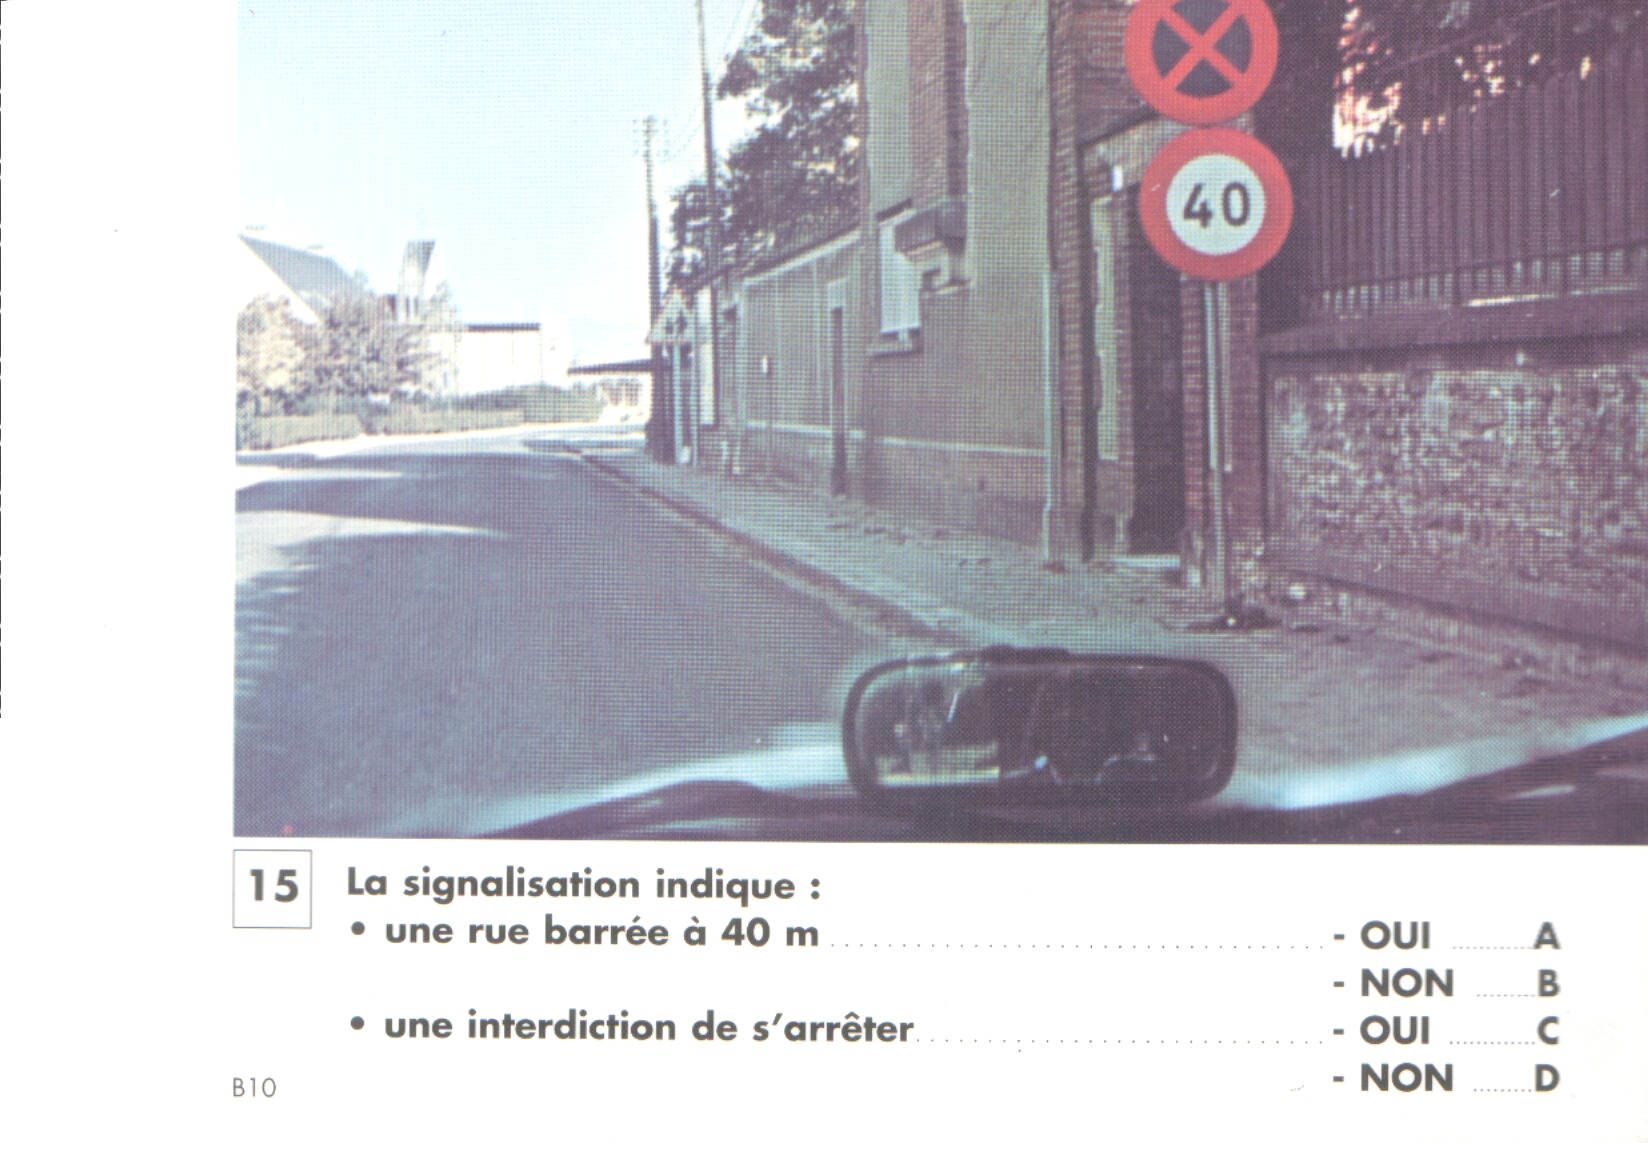 40
15 La signalisation indique :
• une rue barrée à 40 m - OUI A
- NON B
• une interdiction de s'arrêter - OUI C
- NON D
B10